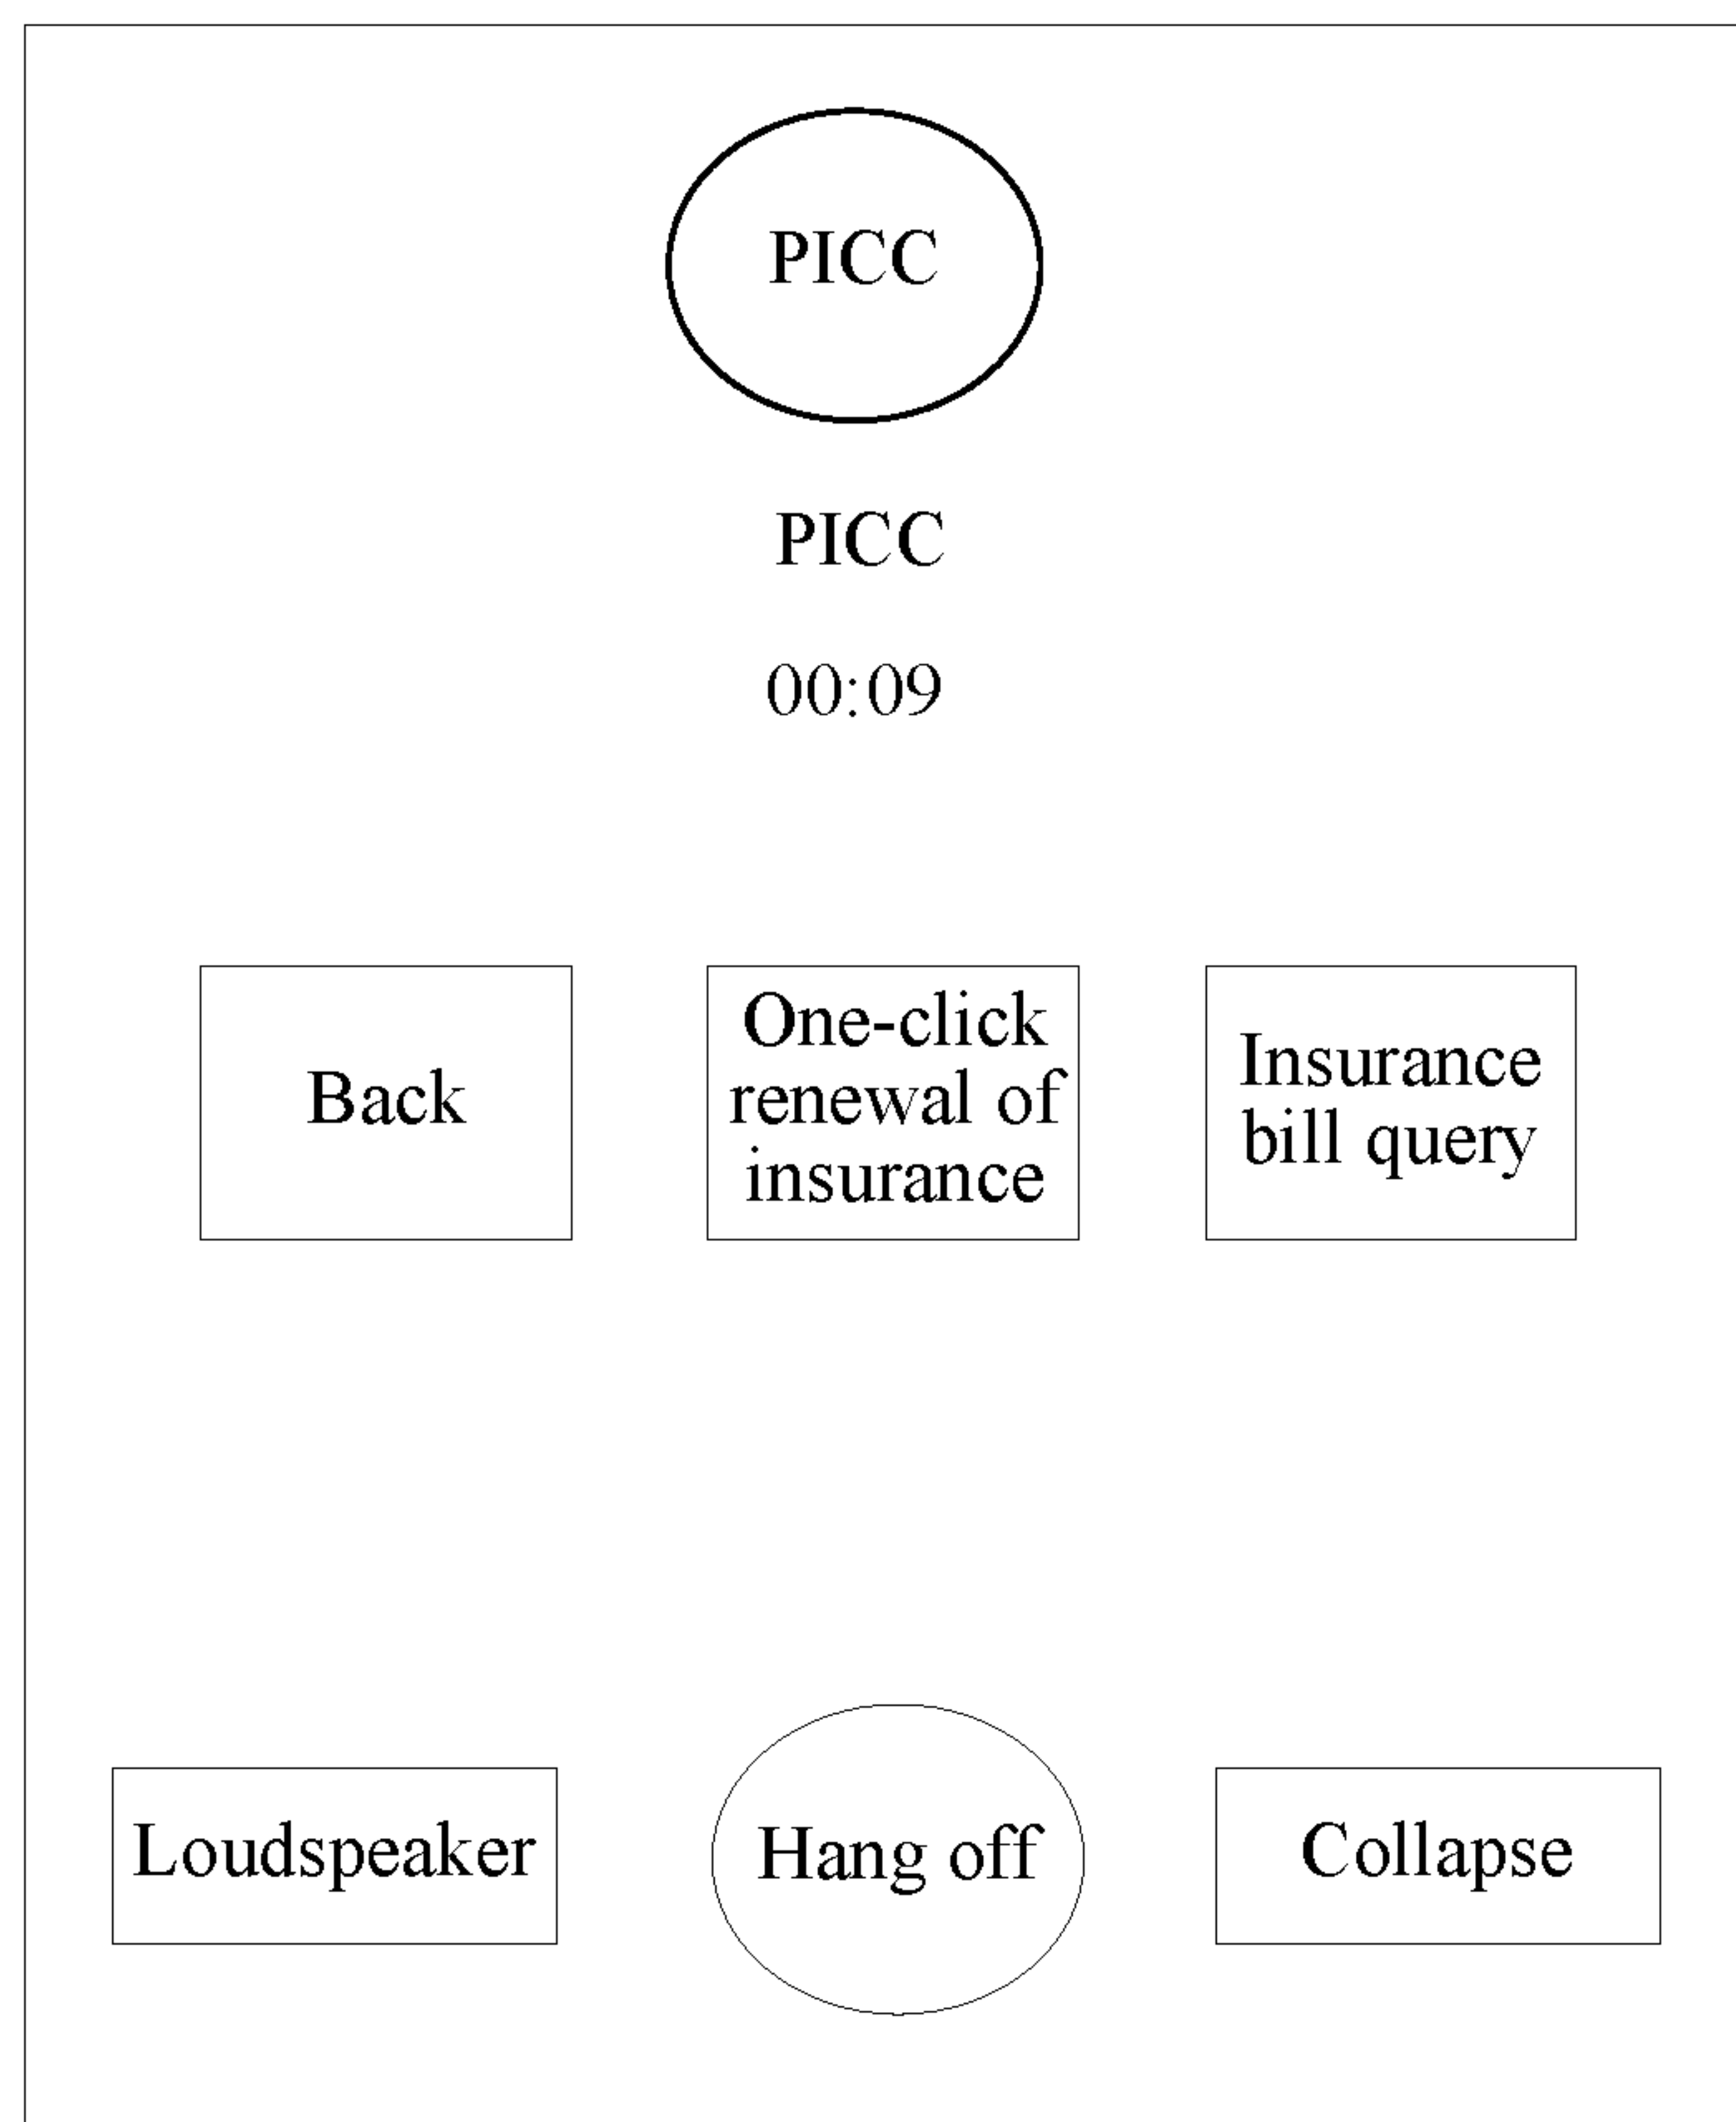 PICC
PICC
00:09
Back
One-click
renewal of
insurance
Insurance
bill query
Loudspeaker
Hang off
Collapse